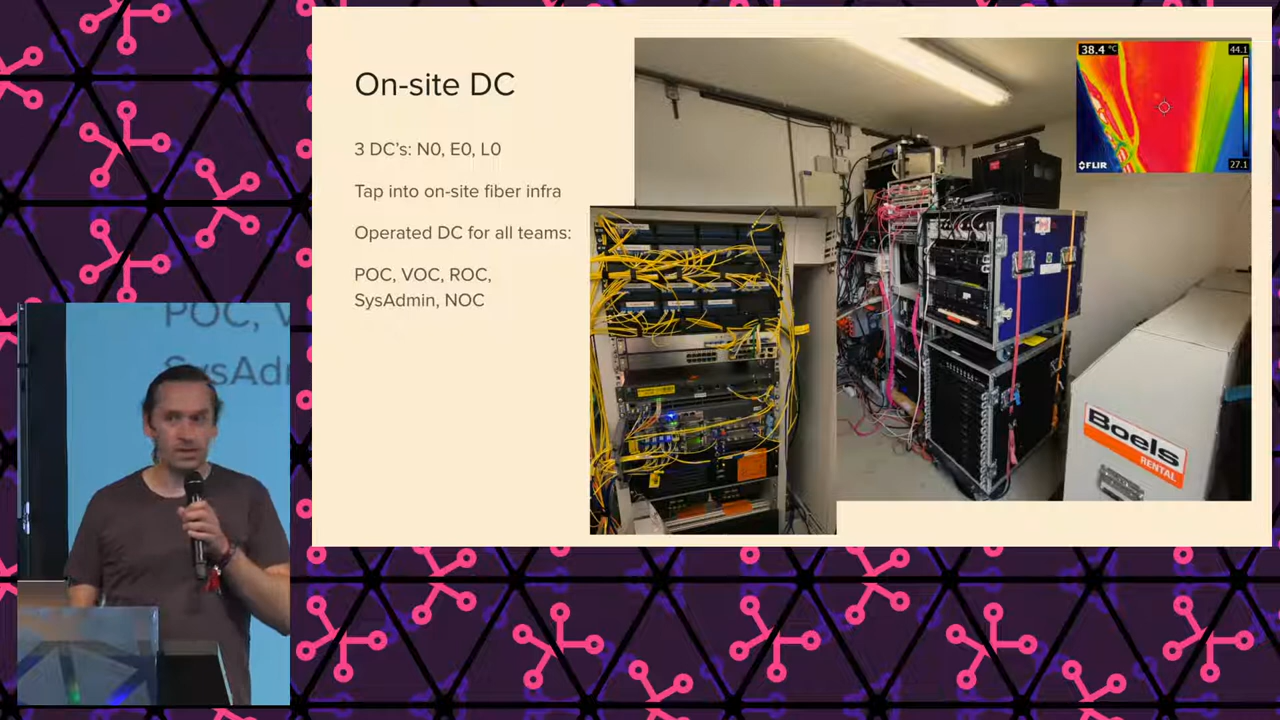 On-site DC
3 DC's: N0, E0, L0
Tap into on-site fiber infra
Operated DC for all teams:
POC, VOC, ROC,
SysAdmin, NOC
38.4 °C
44.1
27.1
FLIR
Boels
RENTAL
POC, V
SysAd